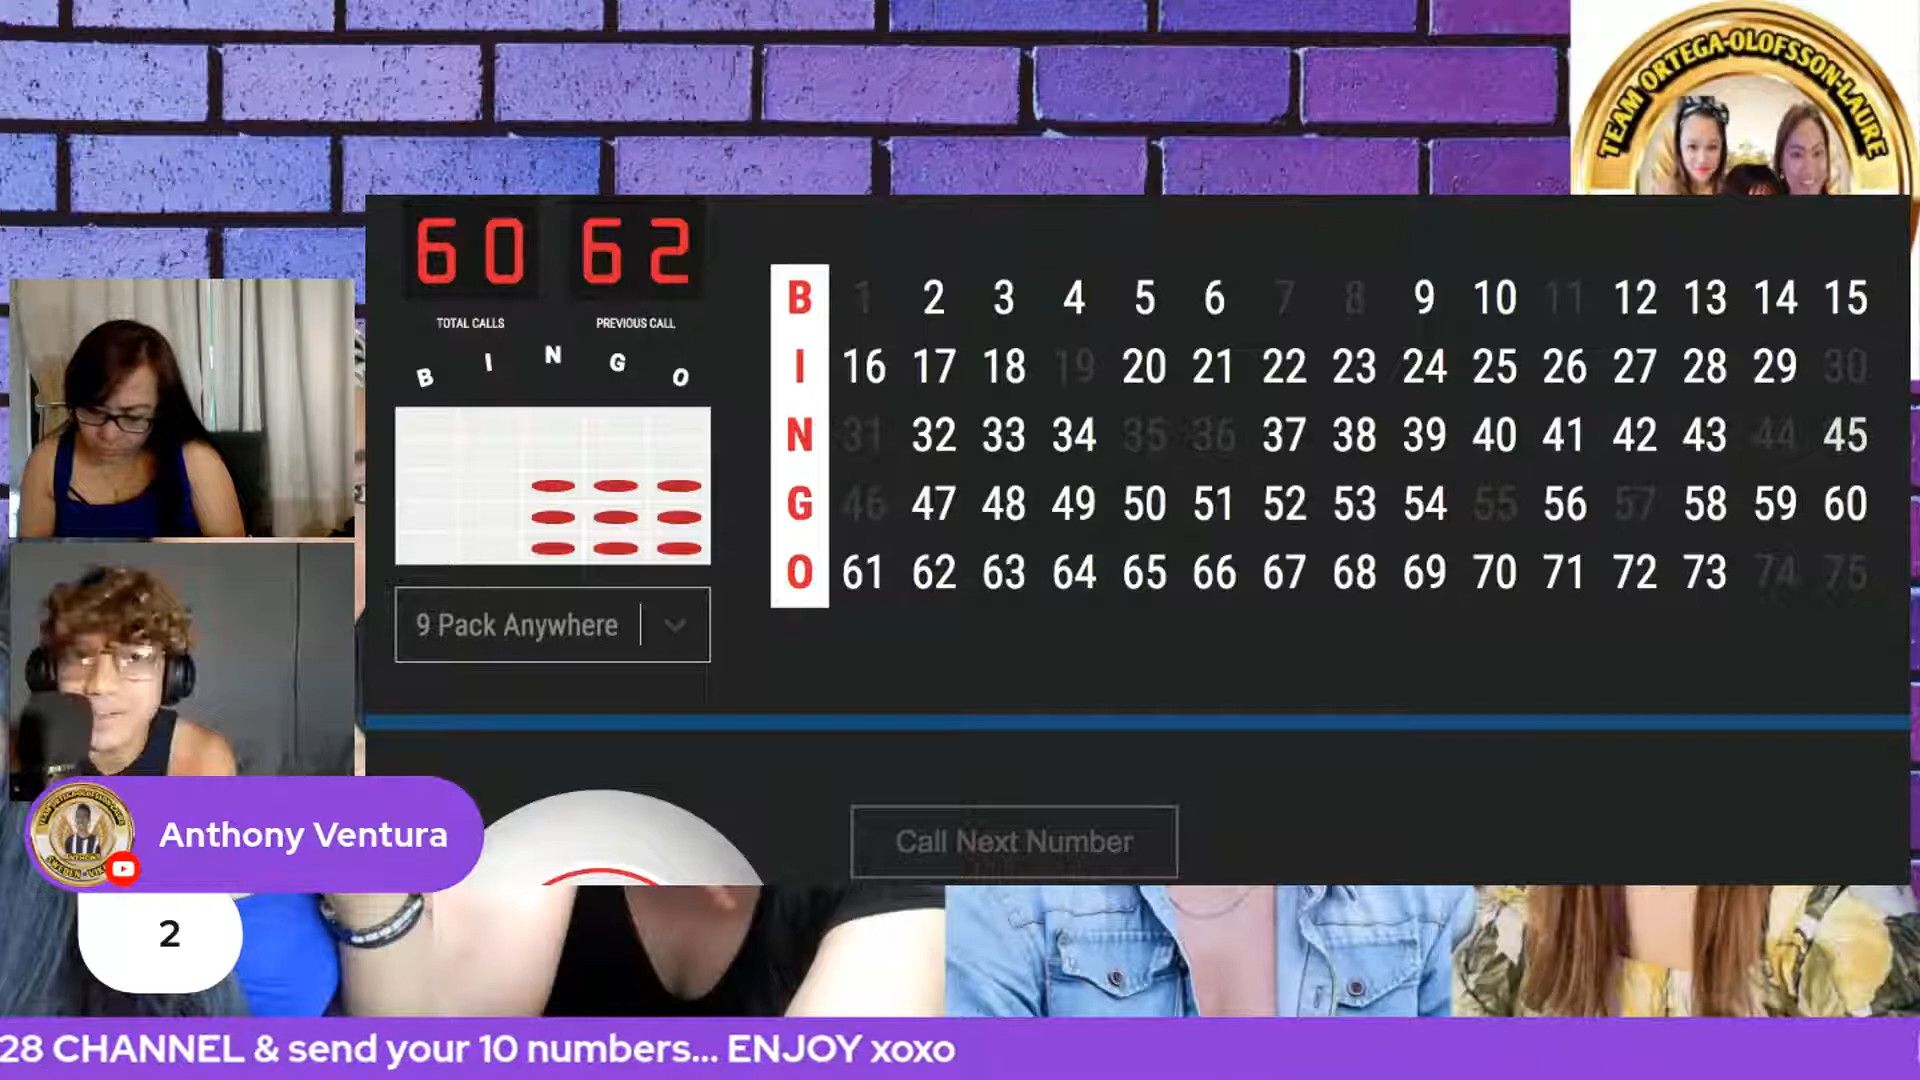 TEAM ORTEGA-OLOFSSON-LAURE
60 62
TOTAL CALLS PREVIOUS CALL
B I N G O
B 1 2 3 4 5 6 7 8 9 10 11 12 13 14 15
I 16 17 18 19 20 21 22 23 24 25 26 27 28 29 30
N 31 32 33 34 35 36 37 38 39 40 41 42 43 44 45
G 46 47 48 49 50 51 52 53 54 55 56 57 58 59 60
O 61 62 63 64 65 66 67 68 69 70 71 72 73 74 75
9 Pack Anywhere
Call Next Number
Anthony Ventura
2
28 CHANNEL & send your 10 numbers... ENJOY xoxo